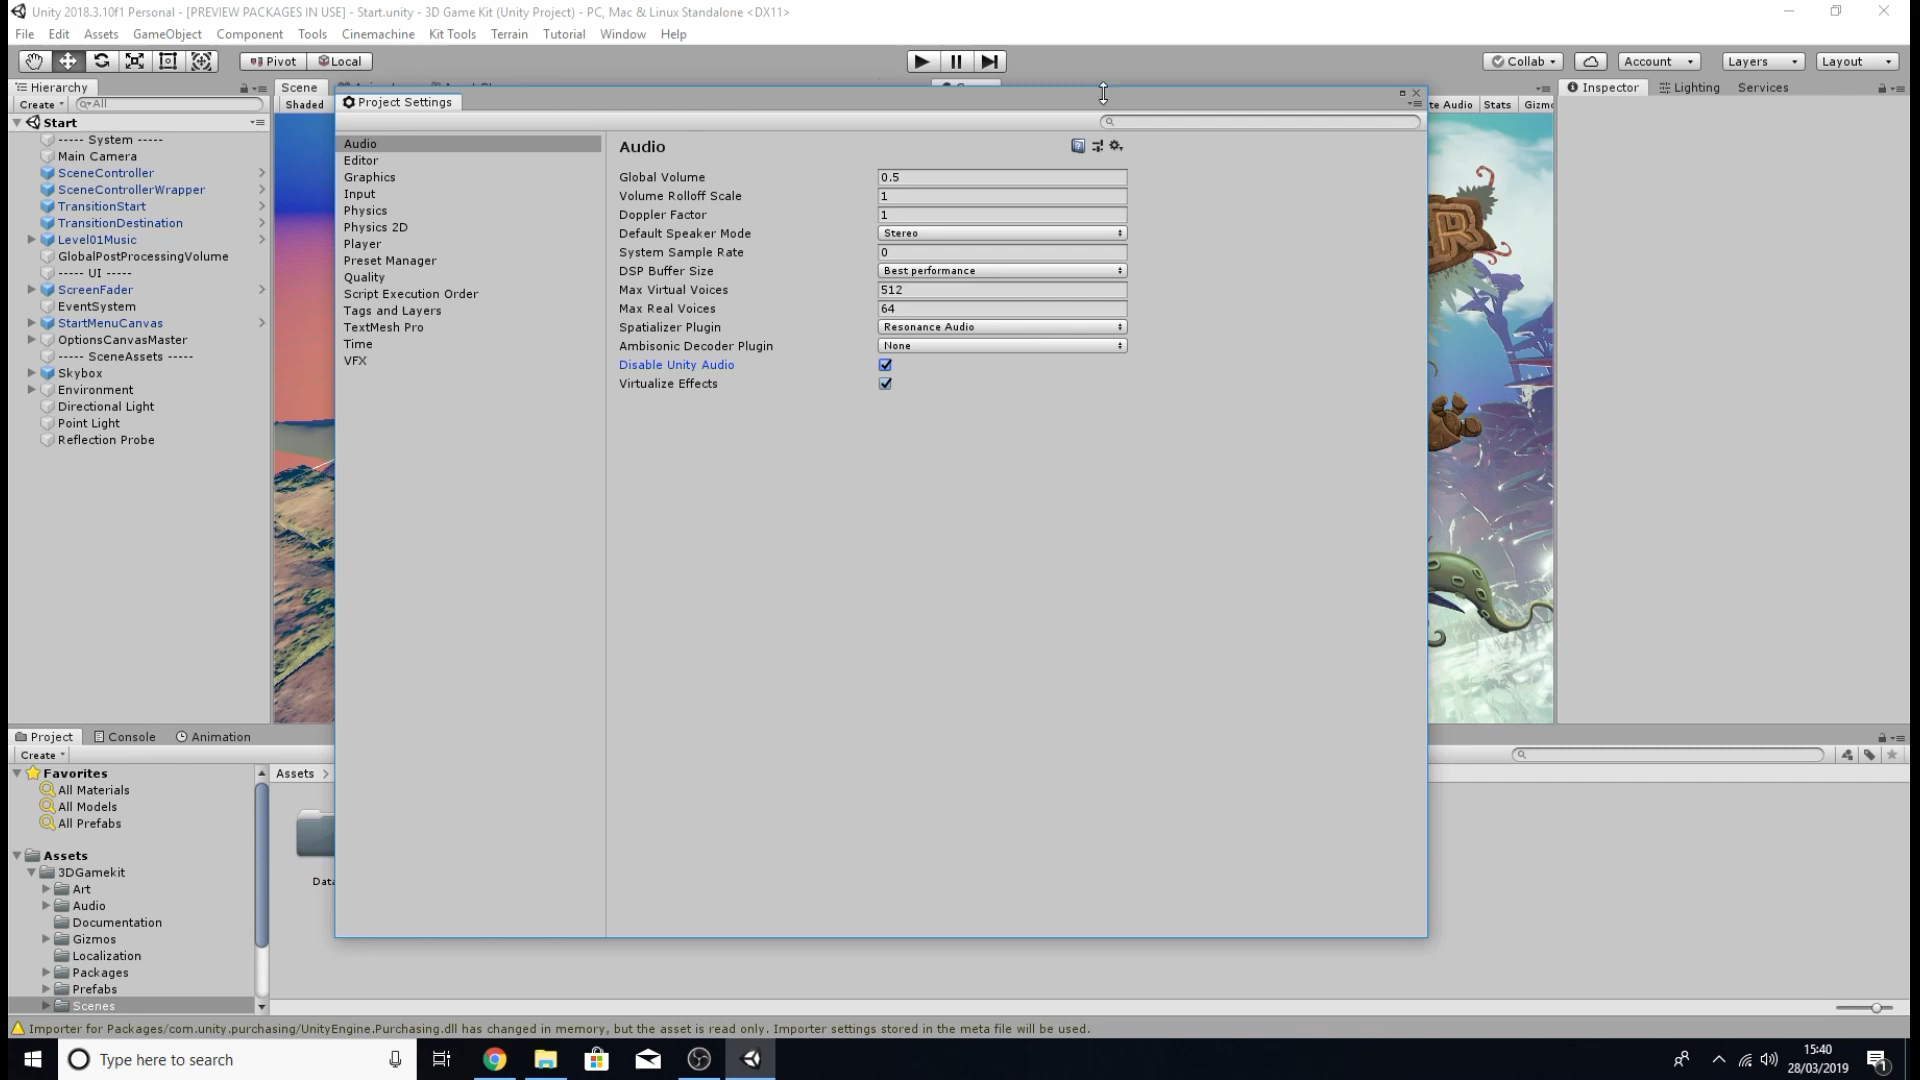 Unity 2018.3.10f1 Personal - [PREVIEW PACKAGES IN USE] - Start.unity - 3D Game Kit (Unity Project) - PC, Mac & Linux Standalone <DX11>
File Edit Assets GameObject Component Tools Cinemachine Kit Tools Terrain Tutorial Window Help
Pivot Local Collab Account Layers Layout
Hierarchy Scene Inspector Lighting Services
Create All Shaded te Audio Stats Gizmo
Start
----- System -----
Main Camera
SceneController
SceneControllerWrapper
TransitionStart
TransitionDestination
Level01Music
GlobalPostProcessingVolume
----- UI -----
ScreenFader
EventSystem
StartMenuCanvas
OptionsCanvasMaster
----- SceneAssets -----
Skybox
Environment
Directional Light
Point Light
Reflection Probe
Project Settings
Audio
Editor
Graphics
Input
Physics
Physics 2D
Player
Preset Manager
Quality
Script Execution Order
Tags and Layers
TextMesh Pro
Time
VFX
Audio
Global Volume 0.5
Volume Rolloff Scale 1
Doppler Factor 1
Default Speaker Mode Stereo
System Sample Rate 0
DSP Buffer Size Best performance
Max Virtual Voices 512
Max Real Voices 64
Spatializer Plugin Resonance Audio
Ambisonic Decoder Plugin None
Disable Unity Audio
Virtualize Effects
R
Project Console Animation
Create
Favorites
All Materials
All Models
All Prefabs
Assets
3DGamekit
Art
Audio
Documentation
Gizmos
Localization
Packages
Prefabs
Scenes
Assets >
Data
Importer for Packages/com.unity.purchasing/UnityEngine.Purchasing.dll has changed in memory, but the asset is read only. Importer settings stored in the meta file will be used.
Type here to search
15:40
28/03/2019
1